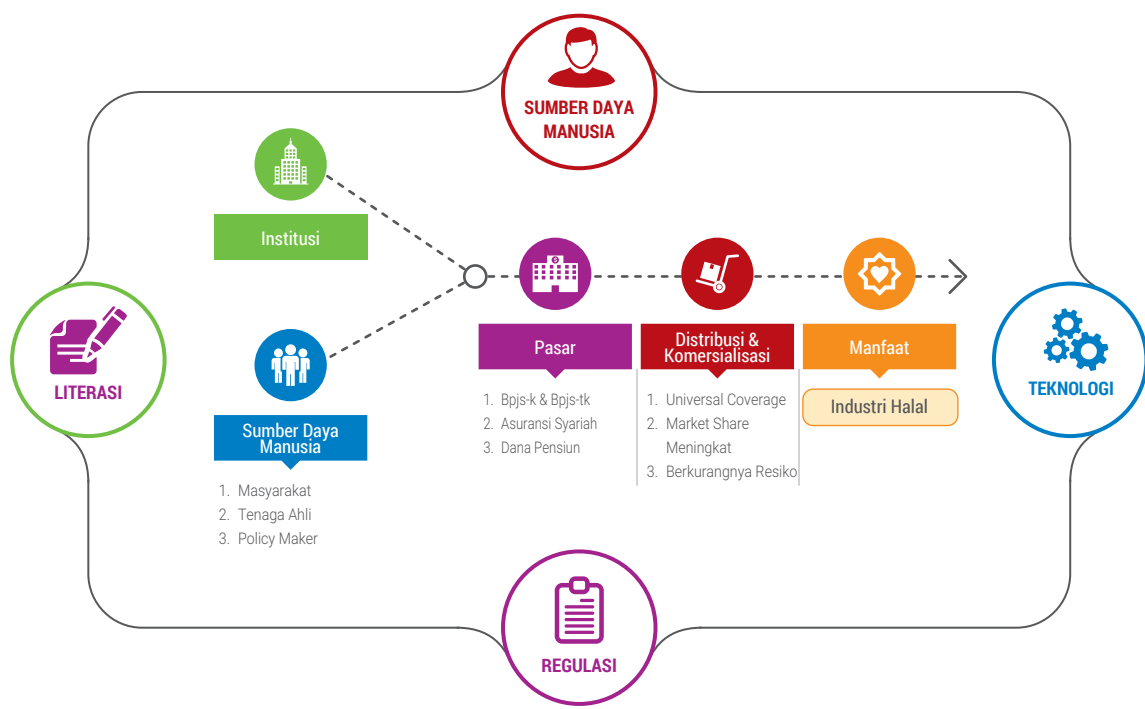 SUMBER DAYA
MANUSIA
Institusi
LITERASI
Sumber Daya
Manusia
1. Masyarakat
2. Tenaga Ahli
3. Policy Maker
Pasar
1. Bpjs-k & Bpjs-tk
2. Asuransi Syariah
3. Dana Pensiun
Distribusi &
Komersialisasi
1. Universal Coverage
2. Market Share
Meningkat
3. Berkurangnya Resiko
Manfaat
Industri Halal
TEKNOLOGI
REGULASI